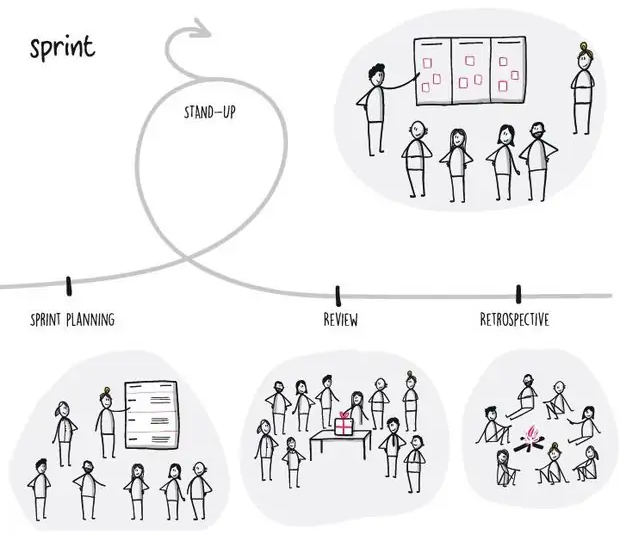 sprint
STAND-UP
SPRINT PLANNING
REVIEW
RETROSPECTIVE